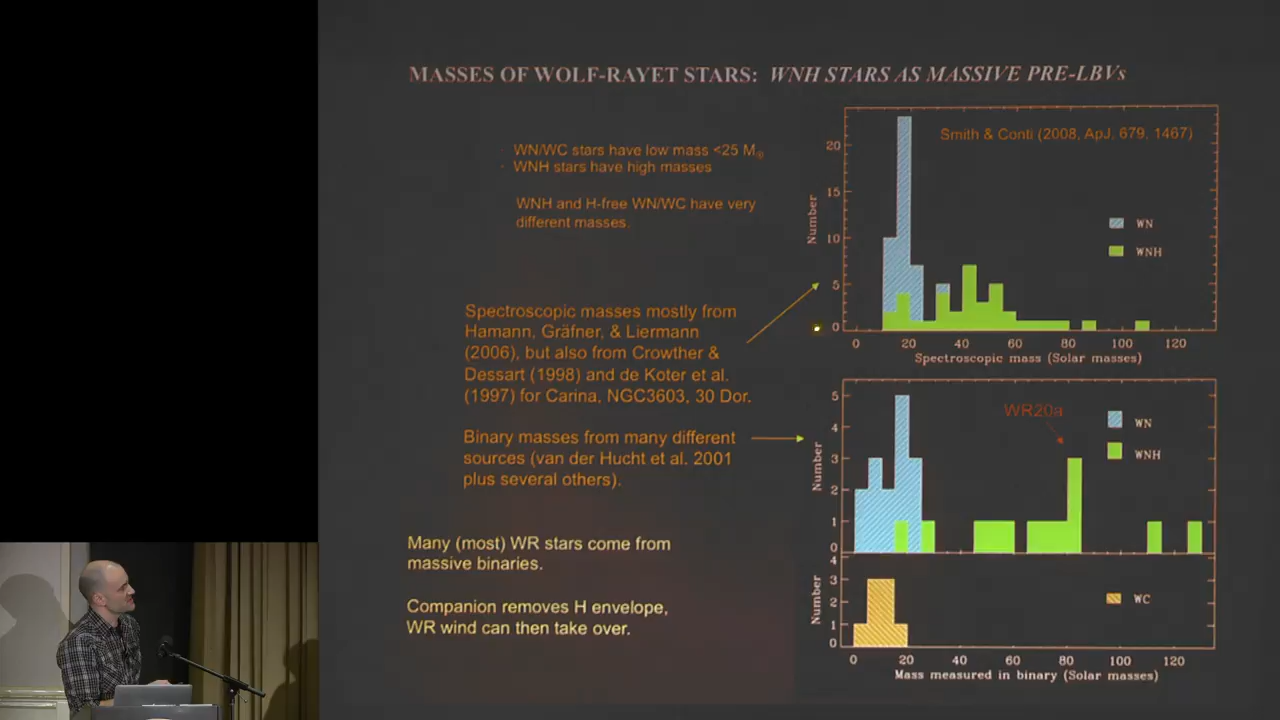 MASSES OF WOLF-RAYET STARS: WNH STARS AS MASSIVE PRE-LBVs
· WN/WC stars have low mass <25 M⊙
· WNH stars have high masses
WNH and H-free WN/WC have very
different masses.
Spectroscopic masses mostly from
Hamann, Gräfner, & Liermann
(2006), but also from Crowther &
Dessart (1998) and de Koter et al.
(1997) for Carina, NGC3603, 30 Dor.
Binary masses from many different
sources (van der Hucht et al. 2001
plus several others).
Many (most) WR stars come from
massive binaries.
Companion removes H envelope,
WR wind can then take over.
Smith & Conti (2008, ApJ, 679, 1467)
Number
20
15
10
5
0
WN
WNH
0 20 40 60 80 100 120
Spectroscopic mass (Solar masses)
Number
5
4
3
2
1
0
WR20a
WN
WNH
Number
4
3
2
1
0
WC
0 20 40 60 80 100 120
Mass measured in binary (Solar masses)